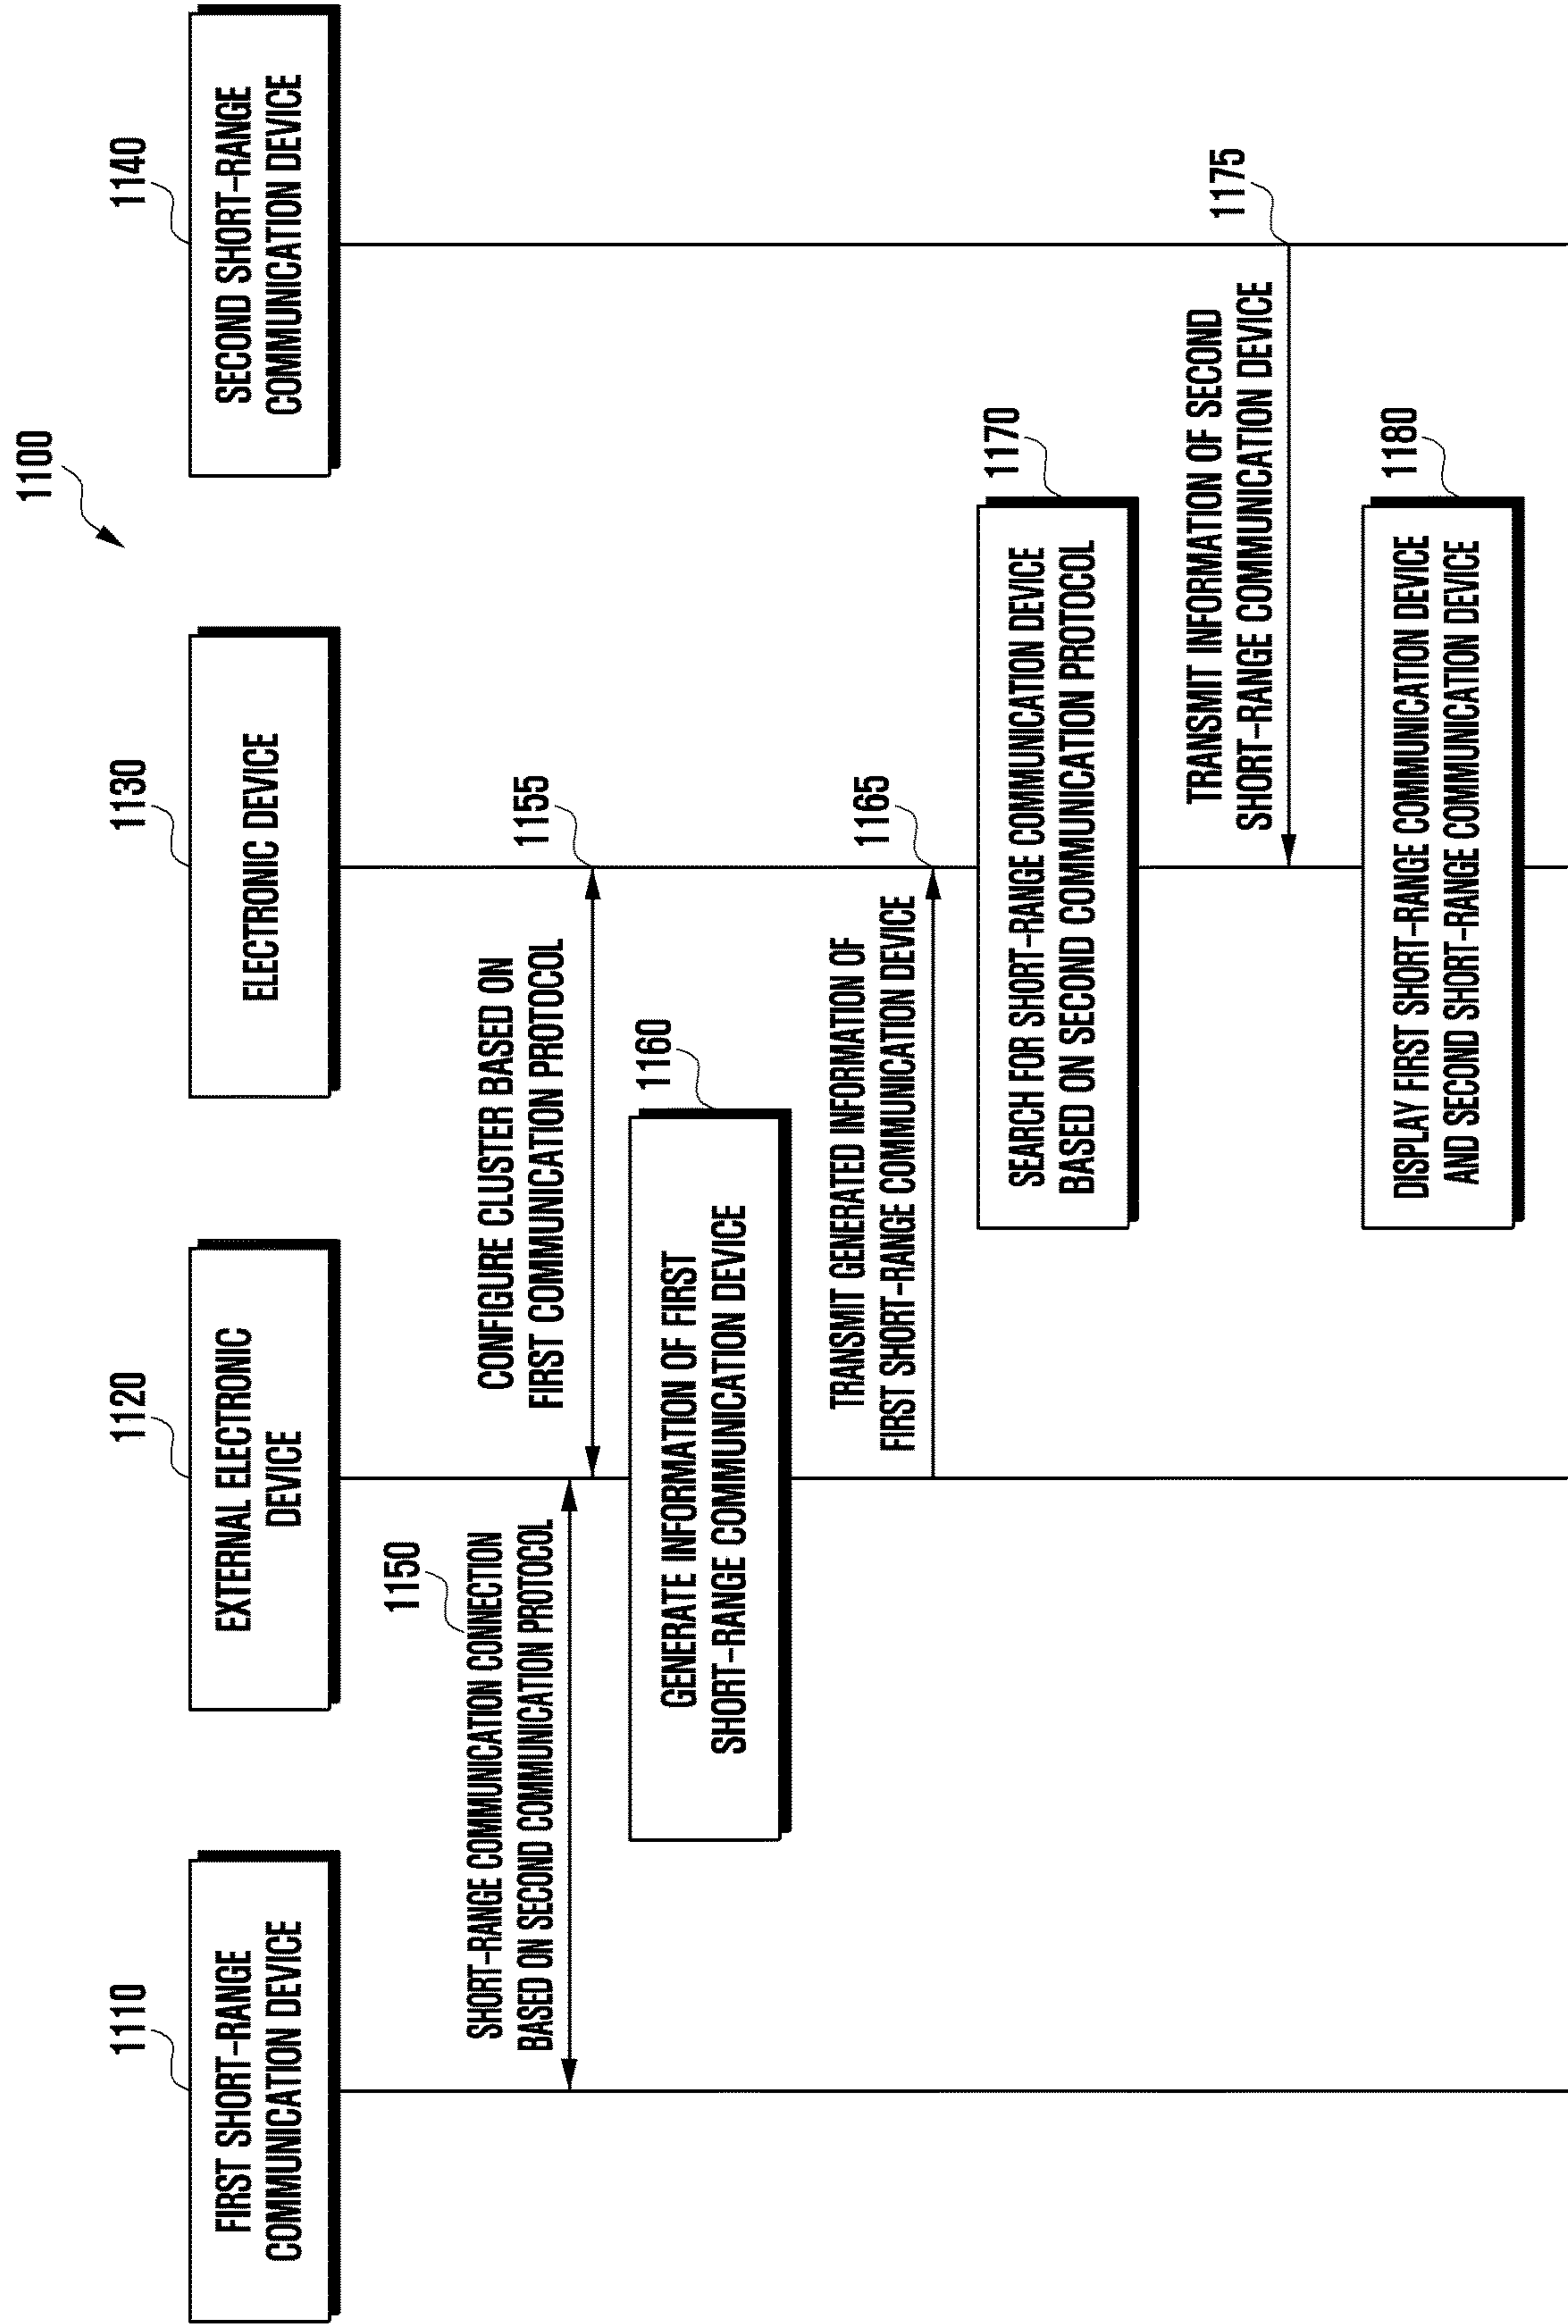 1100
1110
1120
1130
1140
FIRST SHORT-RANGE
COMMUNICATION DEVICE
EXTERNAL ELECTRONIC
DEVICE
ELECTRONIC DEVICE
SECOND SHORT-RANGE
COMMUNICATION DEVICE
1150
SHORT-RANGE COMMUNICATION CONNECTION
BASED ON SECOND COMMUNICATION PROTOCOL
CONFIGURE CLUSTER BASED ON
FIRST COMMUNICATION PROTOCOL
1155
1160
GENERATE INFORMATION OF FIRST
SHORT-RANGE COMMUNICATION DEVICE
TRANSMIT GENERATED INFORMATION OF
FIRST SHORT-RANGE COMMUNICATION DEVICE
1165
1170
SEARCH FOR SHORT-RANGE COMMUNICATION DEVICE
BASED ON SECOND COMMUNICATION PROTOCOL
TRANSMIT INFORMATION OF SECOND
SHORT-RANGE COMMUNICATION DEVICE
1175
1180
DISPLAY FIRST SHORT-RANGE COMMUNICATION DEVICE
AND SECOND SHORT-RANGE COMMUNICATION DEVICE